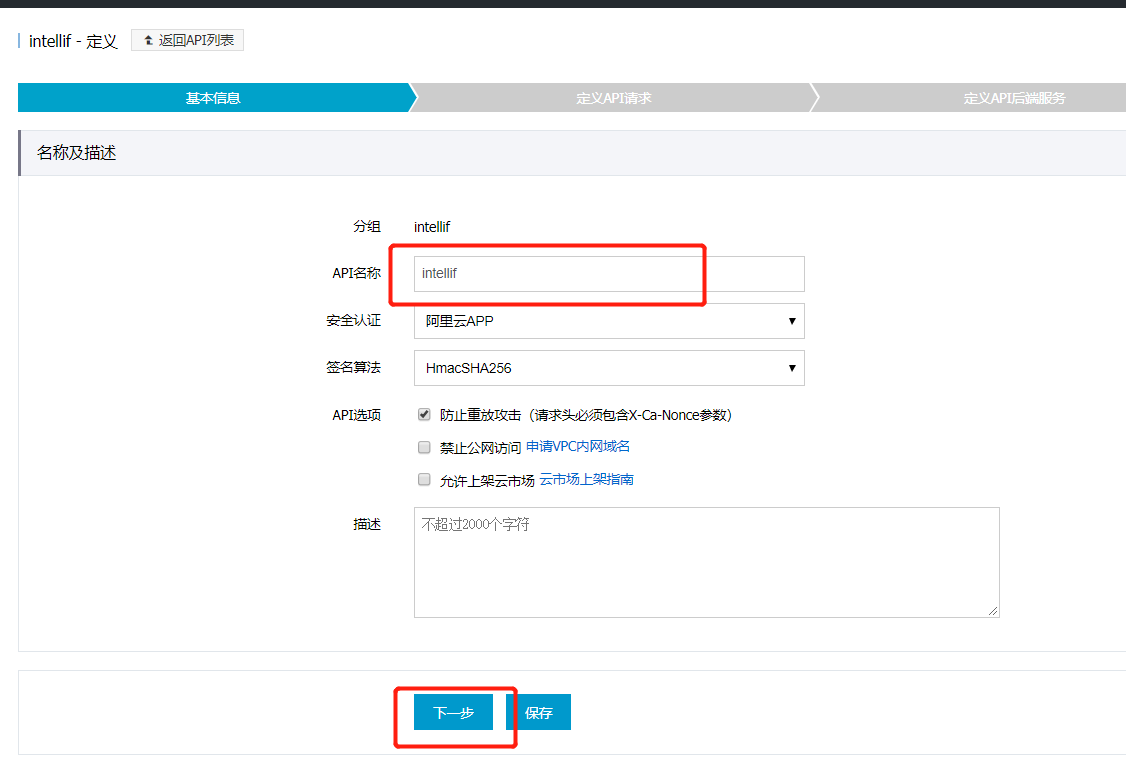 intellif - 定义 返回API列表
基本信息 定义API请求 定义API后端服务
名称及描述
分组 intellif
API名称 intellif
安全认证 阿里云APP
签名算法 HmacSHA256
API选项 防止重放攻击（请求头必须包含X-Ca-Nonce参数）
禁止公网访问 申请VPC内网域名
允许上架云市场 云市场上架指南
描述 不超过2000个字符
下一步 保存